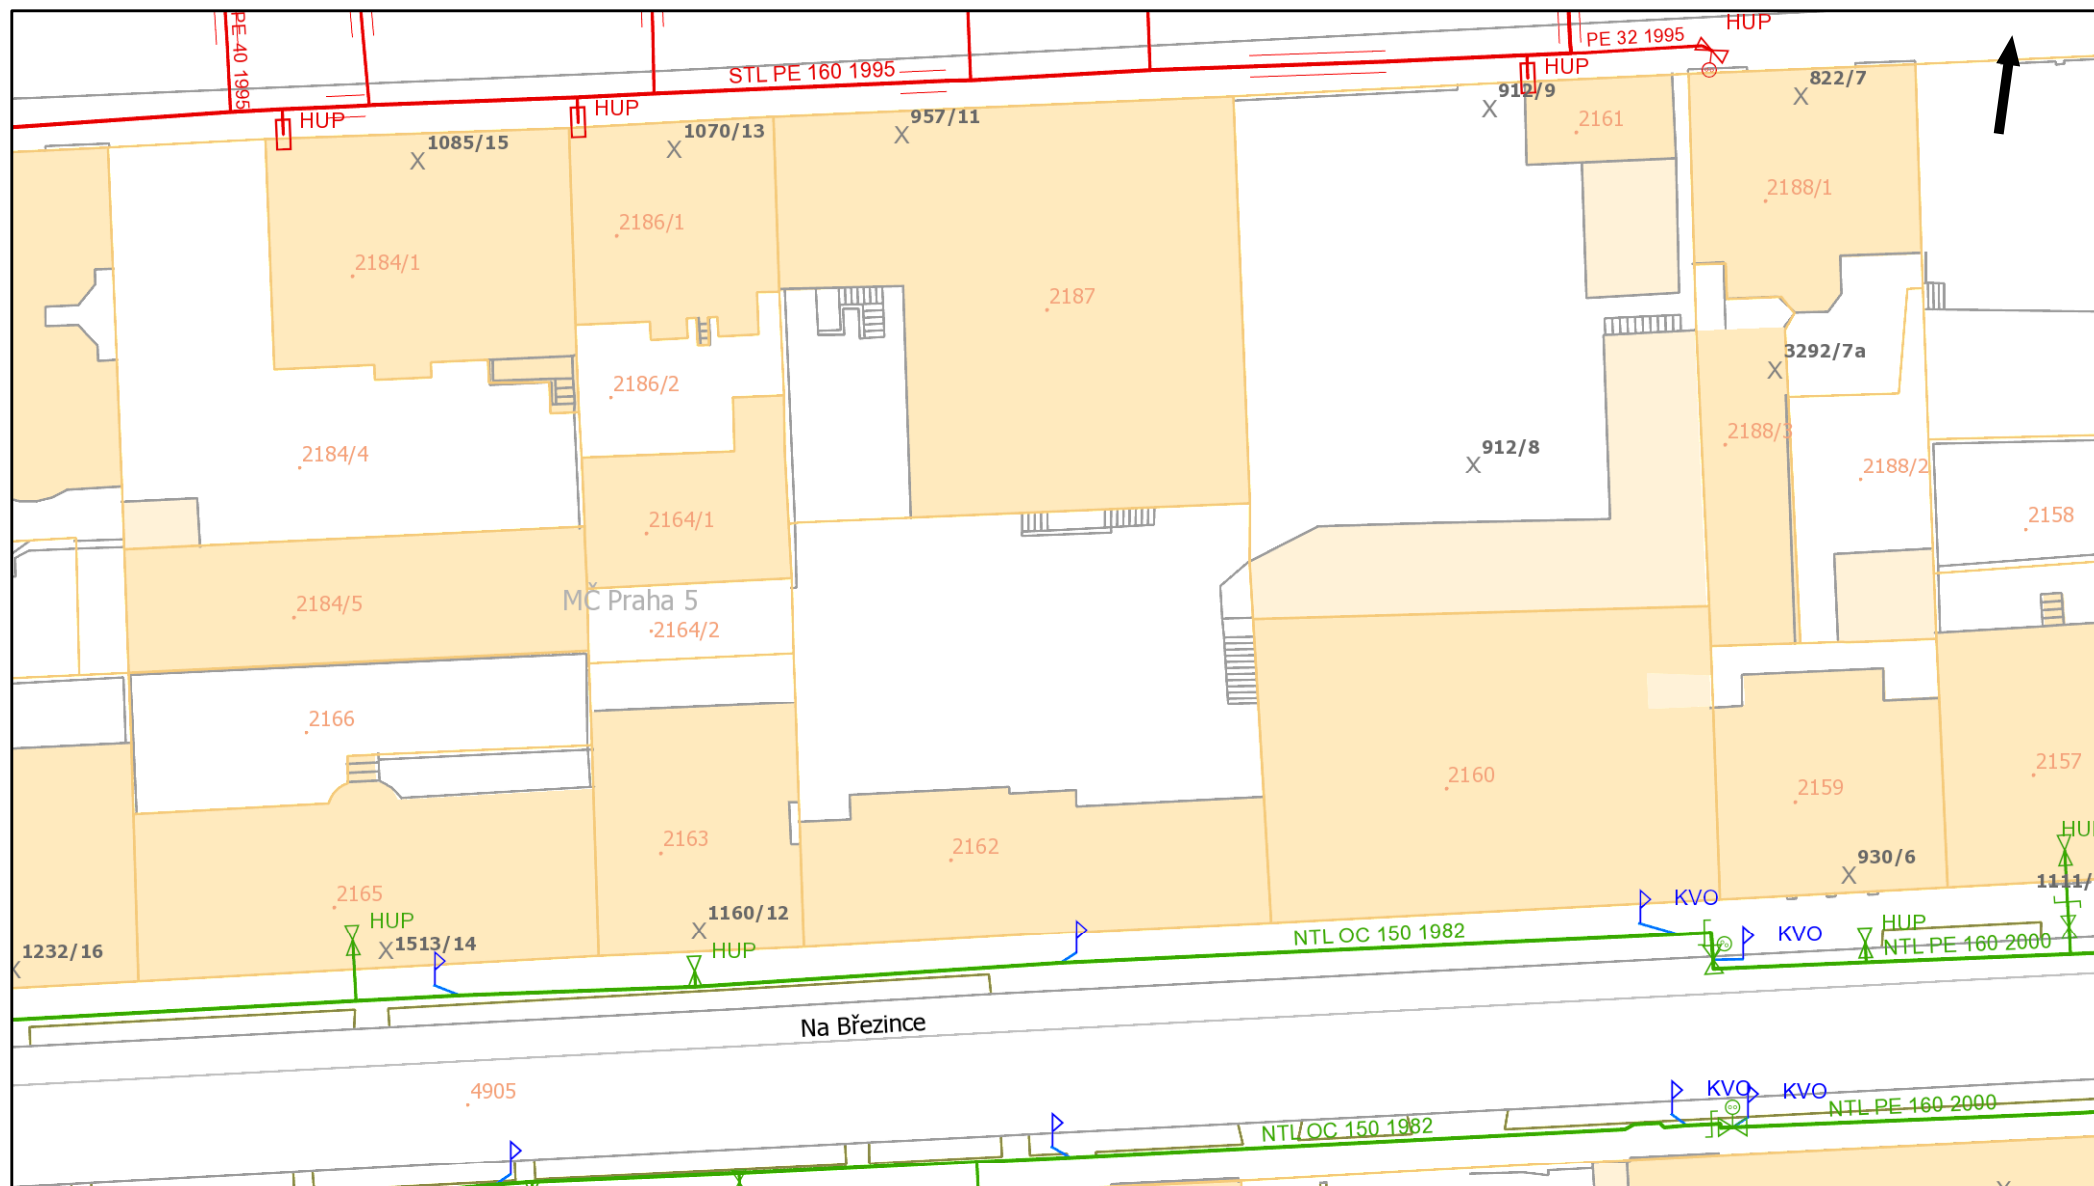 HUP
PE 40 1995
PE 32 1995
HUP
STL PE 160 1995
822/7
912/9
HUP
HUP
957/11
2161
1070/13
1085/15
2188/1
2186/1
2184/1
2187
3292/7a
2186/2
2188/3
912/8
2184/4
2188/2
2164/1
2158
MČ Praha 5
2184/5
2164/2
2166
2157
2160
2159
HUP
2163
2162
930/6
1111/
2165
KVO
HUP
1160/12
HUP
NTL OC 150 1982
KVO
1513/14
HUP
NTL PE 160 2000
1232/16
Na Březince
4905
KVO
KVO
NTL PE 160 2000
NTL OC 150 1982